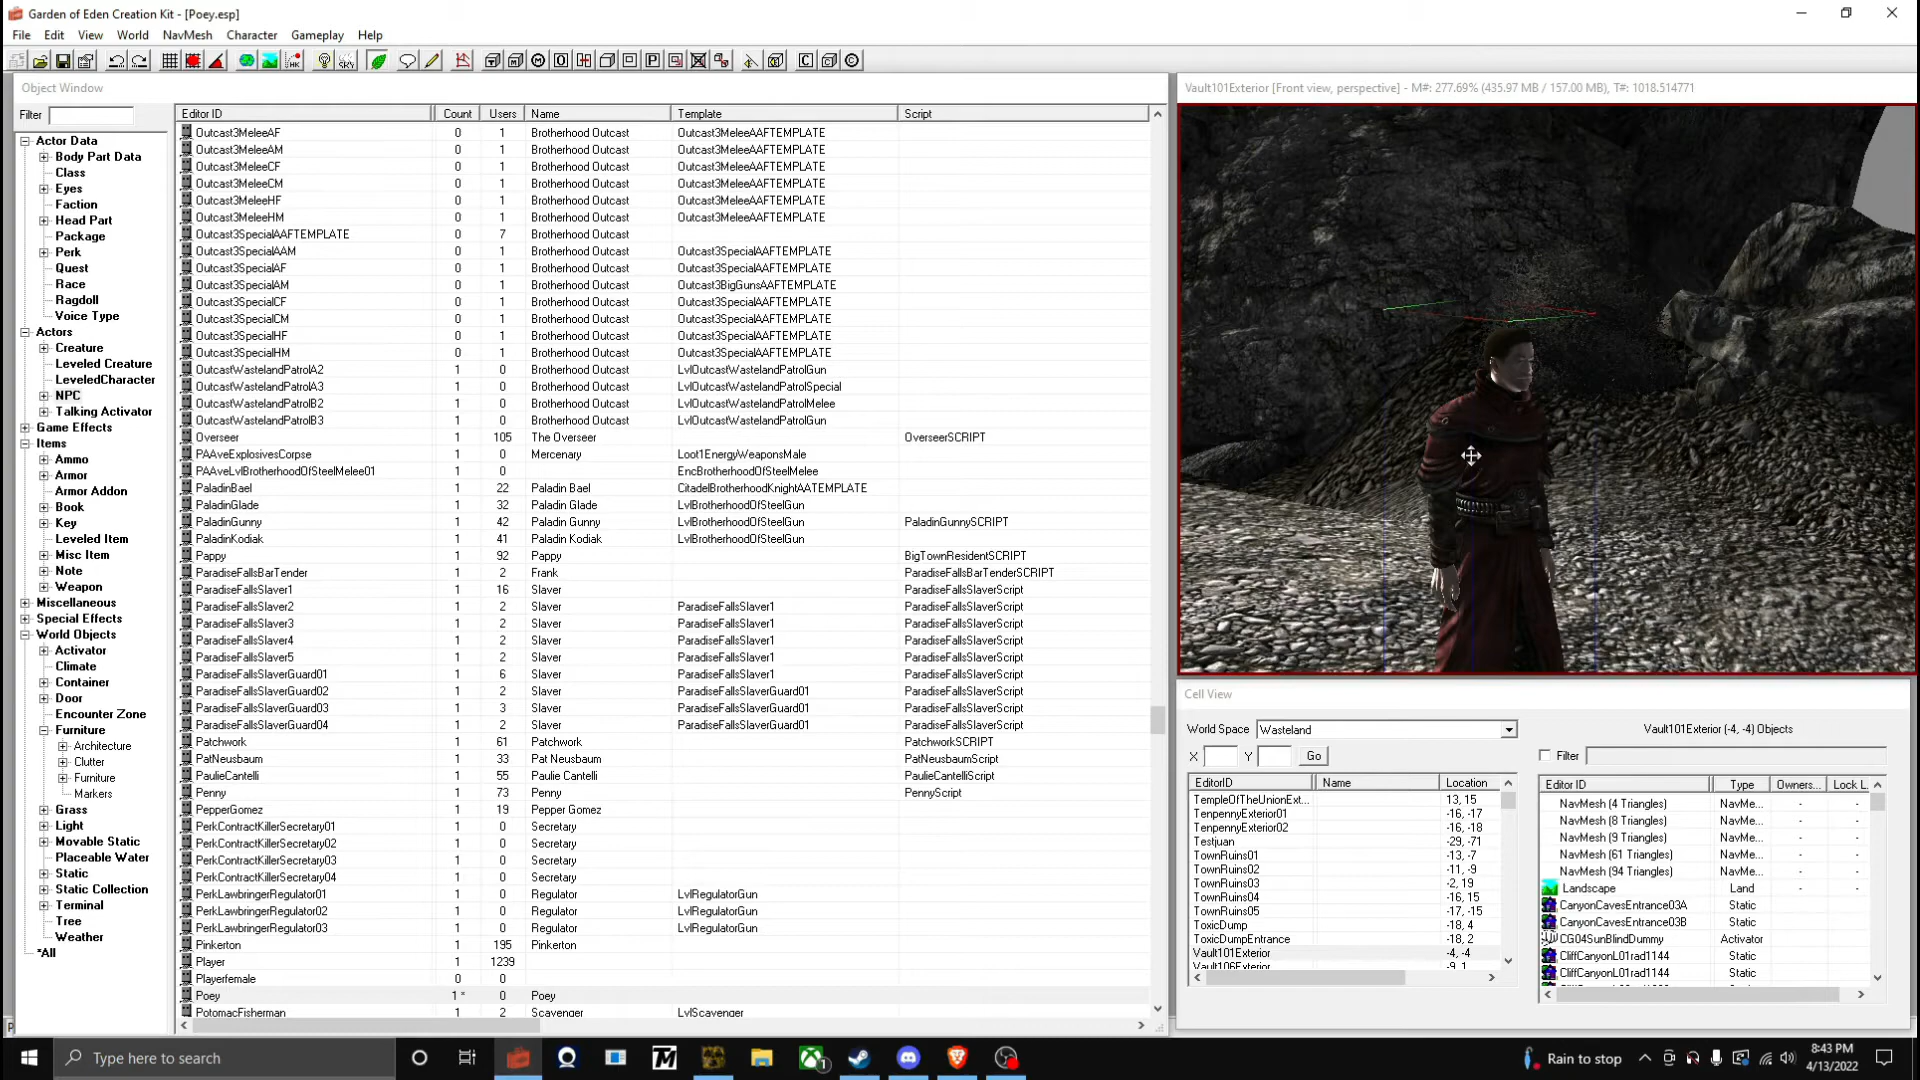 Garden of Eden Creation Kit - [Poey.esp]
File Edit View World NavMesh Character Gameplay Help
Object Window
Filter
Actor Data
Body Part Data
Class
Eyes
Faction
Head Part
Package
Perk
Quest
Race
Ragdoll
Voice Type
Actors
Creature
Leveled Creature
LeveledCharacter
NPC
Talking Activator
Game Effects
Items
Ammo
Armor
Armor Addon
Book
Key
Leveled Item
Misc Item
Note
Weapon
Miscellaneous
Special Effects
World Objects
Activator
Climate
Container
Door
Encounter Zone
Furniture
Architecture
Clutter
Furniture
Markers
Grass
Light
Movable Static
Placeable Water
Static
Static Collection
Terminal
Tree
Weather
*All
Editor ID Count Users Name Template Script
Outcast3MeleeAF 0 1 Brotherhood Outcast Outcast3MeleeAAFTEMPLATE
Outcast3MeleeAM 0 1 Brotherhood Outcast Outcast3MeleeAAFTEMPLATE
Outcast3MeleeCF 0 1 Brotherhood Outcast Outcast3MeleeAAFTEMPLATE
Outcast3MeleeCM 0 1 Brotherhood Outcast Outcast3MeleeAAFTEMPLATE
Outcast3MeleeHF 0 1 Brotherhood Outcast Outcast3MeleeAAFTEMPLATE
Outcast3MeleeHM 0 1 Brotherhood Outcast Outcast3MeleeAAFTEMPLATE
Outcast3SpecialAAFTEMPLATE 0 7 Brotherhood Outcast
Outcast3SpecialAAM 0 1 Brotherhood Outcast Outcast3SpecialAAFTEMPLATE
Outcast3SpecialAF 0 1 Brotherhood Outcast Outcast3SpecialAAFTEMPLATE
Outcast3SpecialAM 0 1 Brotherhood Outcast Outcast3BigGunsAAFTEMPLATE
Outcast3SpecialCF 0 1 Brotherhood Outcast Outcast3SpecialAAFTEMPLATE
Outcast3SpecialCM 0 1 Brotherhood Outcast Outcast3SpecialAAFTEMPLATE
Outcast3SpecialHF 0 1 Brotherhood Outcast Outcast3SpecialAAFTEMPLATE
Outcast3SpecialHM 0 1 Brotherhood Outcast Outcast3SpecialAAFTEMPLATE
OutcastWastelandPatrolA2 1 0 Brotherhood Outcast LvlOutcastWastelandPatrolGun
OutcastWastelandPatrolA3 1 0 Brotherhood Outcast LvlOutcastWastelandPatrolSpecial
OutcastWastelandPatrolB2 1 0 Brotherhood Outcast LvlOutcastWastelandPatrolMelee
OutcastWastelandPatrolB3 1 0 Brotherhood Outcast LvlOutcastWastelandPatrolGun
Overseer 1 105 The Overseer OverseerSCRIPT
PAAveExplosivesCorpse 1 0 Mercenary Loot1EnergyWeaponsMale
PAAveLvlBrotherhoodOfSteelMelee01 1 0 EncBrotherhoodOfSteelMelee
PaladinBael 1 22 Paladin Bael CitadelBrotherhoodKnightAATEMPLATE
PaladinGlade 1 32 Paladin Glade LvlBrotherhoodOfSteelGun
PaladinGunny 1 42 Paladin Gunny LvlBrotherhoodOfSteelGun PaladinGunnySCRIPT
PaladinKodiak 1 41 Paladin Kodiak LvlBrotherhoodOfSteelGun
Pappy 1 92 Pappy BigTownResidentSCRIPT
ParadiseFallsBarTender 1 2 Frank ParadiseFallsBarTenderSCRIPT
ParadiseFallsSlaver1 1 16 Slaver ParadiseFallsSlaverScript
ParadiseFallsSlaver2 1 2 Slaver ParadiseFallsSlaver1 ParadiseFallsSlaverScript
ParadiseFallsSlaver3 1 2 Slaver ParadiseFallsSlaver1 ParadiseFallsSlaverScript
ParadiseFallsSlaver4 1 2 Slaver ParadiseFallsSlaver1 ParadiseFallsSlaverScript
ParadiseFallsSlaver5 1 2 Slaver ParadiseFallsSlaver1 ParadiseFallsSlaverScript
ParadiseFallsSlaverGuard01 1 6 Slaver ParadiseFallsSlaver1 ParadiseFallsSlaverScript
ParadiseFallsSlaverGuard02 1 2 Slaver ParadiseFallsSlaverGuard01 ParadiseFallsSlaverScript
ParadiseFallsSlaverGuard03 1 3 Slaver ParadiseFallsSlaverGuard01 ParadiseFallsSlaverScript
ParadiseFallsSlaverGuard04 1 2 Slaver ParadiseFallsSlaverGuard01 ParadiseFallsSlaverScript
Patchwork 1 61 Patchwork PatchworkSCRIPT
PatNeusbaum 1 33 Pat Neusbaum PatNeusbaumScript
PaulieCantelli 1 55 Paulie Cantelli PaulieCantelliScript
Penny 1 73 Penny PennyScript
PepperGomez 1 19 Pepper Gomez
PerkContractKillerSecretary01 1 0 Secretary
PerkContractKillerSecretary02 1 0 Secretary
PerkContractKillerSecretary03 1 0 Secretary
PerkContractKillerSecretary04 1 0 Secretary
PerkLawbringerRegulator01 1 0 Regulator LvlRegulatorGun
PerkLawbringerRegulator02 1 0 Regulator LvlRegulatorGun
PerkLawbringerRegulator03 1 0 Regulator LvlRegulatorGun
Pinkerton 1 195 Pinkerton
Player 1 1239
Playerfemale 0 0
Poey 1 * 0 Poey
PotomacFisherman 1 2 Scavenger LvlScavenger
Vault101Exterior [Front view, perspective] - M#: 277.69% (435.97 MB / 157.00 MB), T#: 1018.514771
Cell View
World Space Wasteland
X Y Go
EditorID Name Location
TempleOfTheUnionExt... 13, 15
TenpennyExterior01 -16, -17
TenpennyExterior02 -16, -18
Testjuan -29, -71
TownRuins01 -13, -7
TownRuins02 -11, -9
TownRuins03 -2, 19
TownRuins04 -16, 15
TownRuins05 -17, -15
ToxicDump -18, 4
ToxicDumpEntrance -18, 2
Vault101Exterior -4, -4
Vault106Exterior -9, 1
Vault101Exterior (-4, -4) Objects
Filter
Editor ID Type Owners... Lock L...
NavMesh (4 Triangles) NavMe... - -
NavMesh (8 Triangles) NavMe... - -
NavMesh (9 Triangles) NavMe... - -
NavMesh (61 Triangles) NavMe... - -
NavMesh (94 Triangles) NavMe... - -
Landscape Land - -
CanyonCavesEntrance03A Static
CanyonCavesEntrance03B Static
CG04SunBlindDummy Activator
CliffCanyonL01rad1144 Static
CliffCanyonL01rad1144 Static
Type here to search
Rain to stop
8:43 PM
4/13/2022